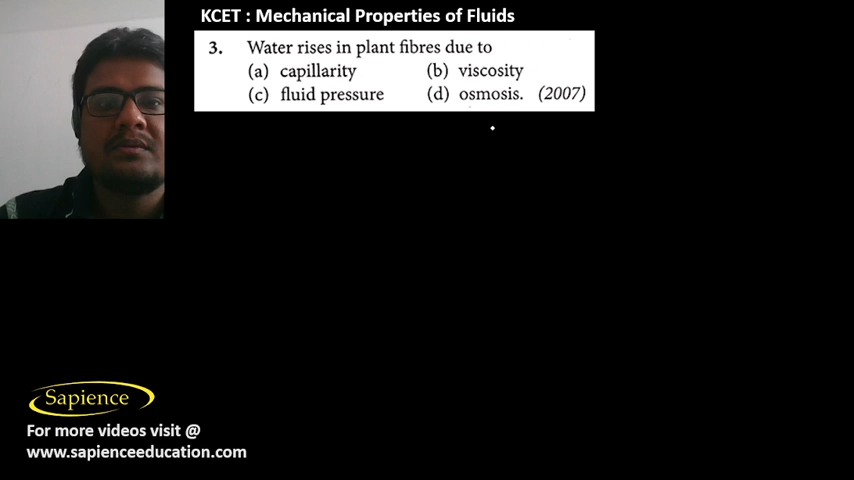 KCET : Mechanical Properties of Fluids
3. Water rises in plant fibres due to
(a) capillarity (b) viscosity
(c) fluid pressure (d) osmosis. (2007)
Sapience
For more videos visit @
www.sapienceeducation.com